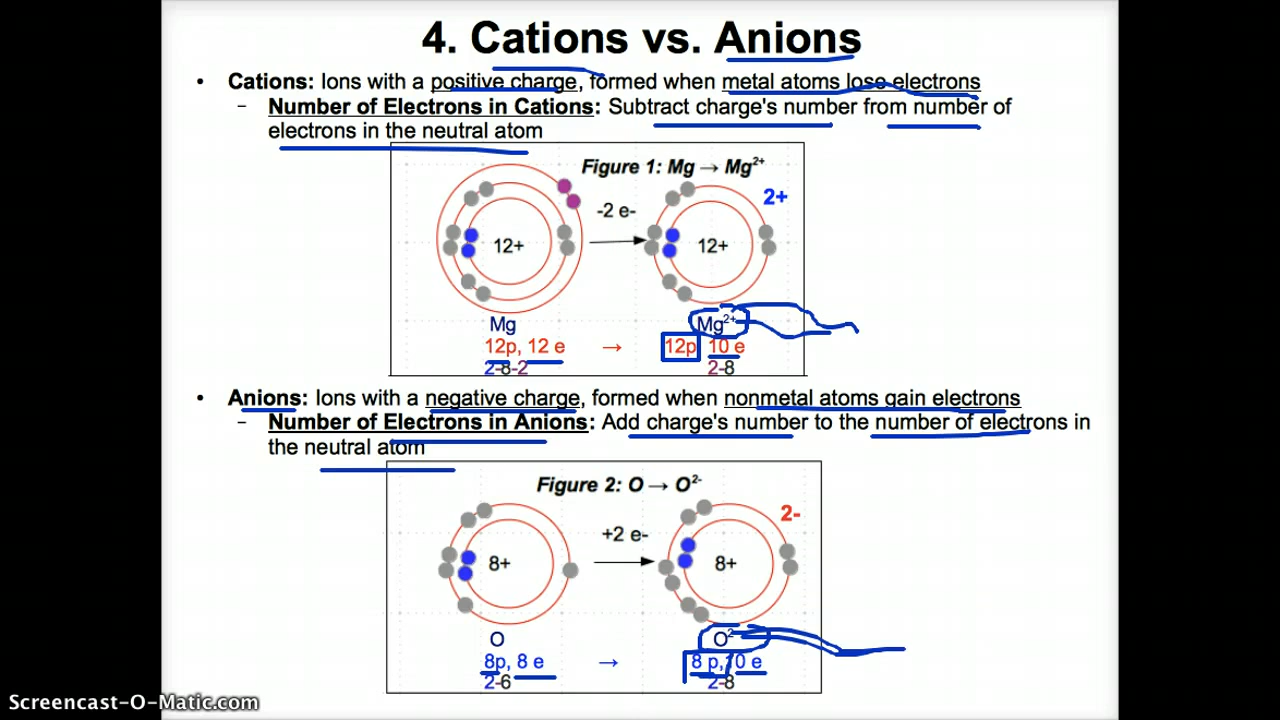 4. Cations vs. Anions
• Cations: Ions with a positive charge, formed when metal atoms lose electrons
– Number of Electrons in Cations: Subtract charge's number from number of
electrons in the neutral atom
Figure 1: Mg → Mg²⁺
2+
-2 e-
12+
12+
Mg
Mg²⁺
12p, 12 e → 12p 10 e
2-8-2
2-8
• Anions: Ions with a negative charge, formed when nonmetal atoms gain electrons
– Number of Electrons in Anions: Add charge's number to the number of electrons in
the neutral atom
Figure 2: O → O²⁻
2-
+2 e-
8+
8+
O
O²⁻
8p, 8 e → 8 p, 10 e
2-6
2-8
Screencast-O-Matic.com